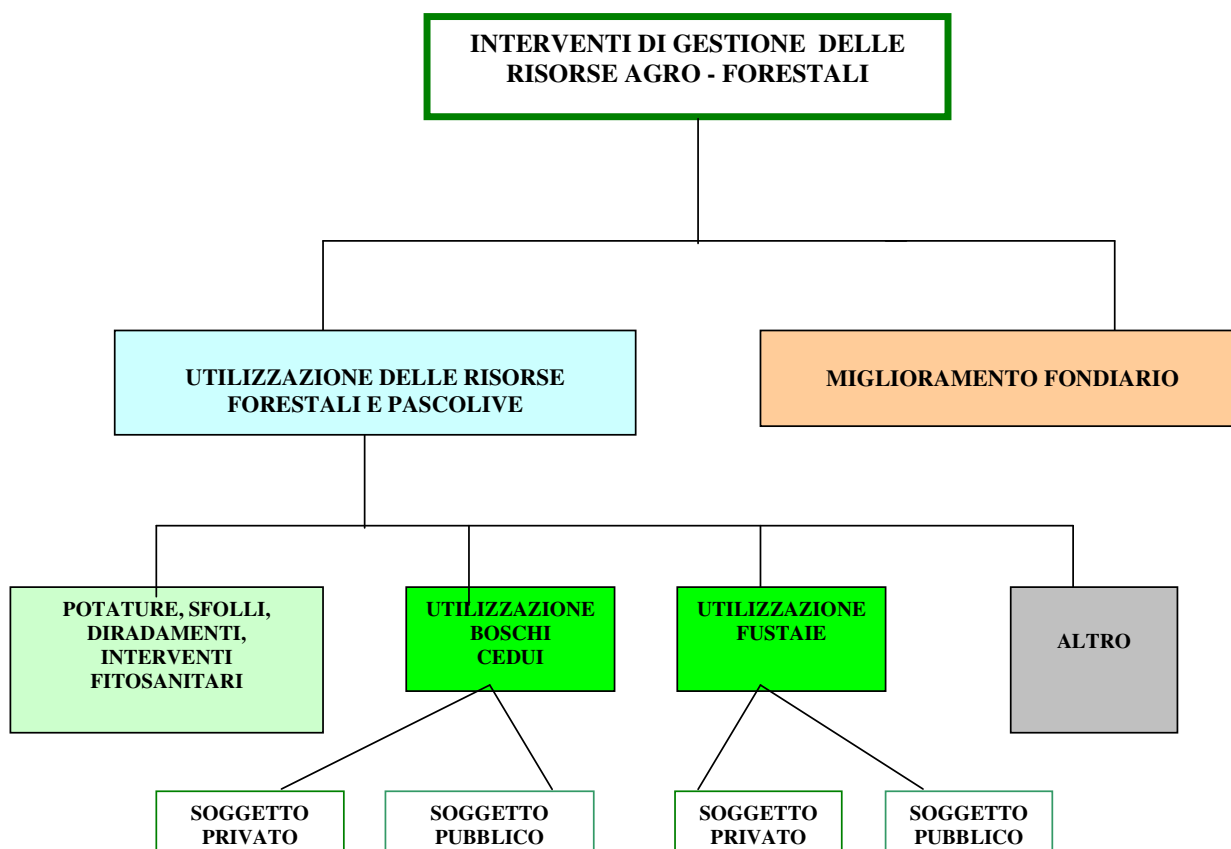 INTERVENTI DI GESTIONE DELLE
RISORSE AGRO - FORESTALI
UTILIZZAZIONE DELLE RISORSE
FORESTALI E PASCOLIVE
MIGLIORAMENTO FONDIARIO
POTATURE, SFOLLI,
DIRADAMENTI,
INTERVENTI
FITOSANITARI
UTILIZZAZIONE
BOSCHI
CEDUI
UTILIZZAZIONE
FUSTAIE
ALTRO
SOGGETTO
PRIVATO
SOGGETTO
PUBBLICO
SOGGETTO
PRIVATO
SOGGETTO
PUBBLICO